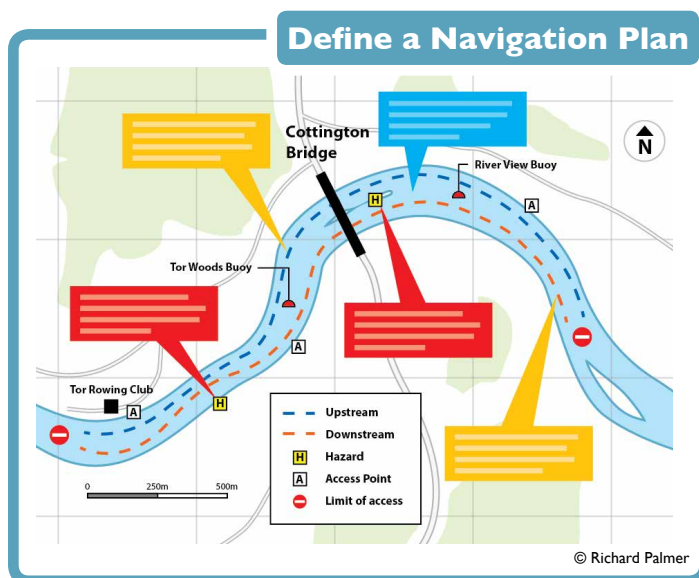 Define a Navigation Plan
Cottington
Bridge
N
River View Buoy
H
A
Tor Woods Buoy
A
Tor Rowing Club
A
H
Upstream
Downstream
H Hazard
A Access Point
Limit of access
0 250m 500m
© Richard Palmer